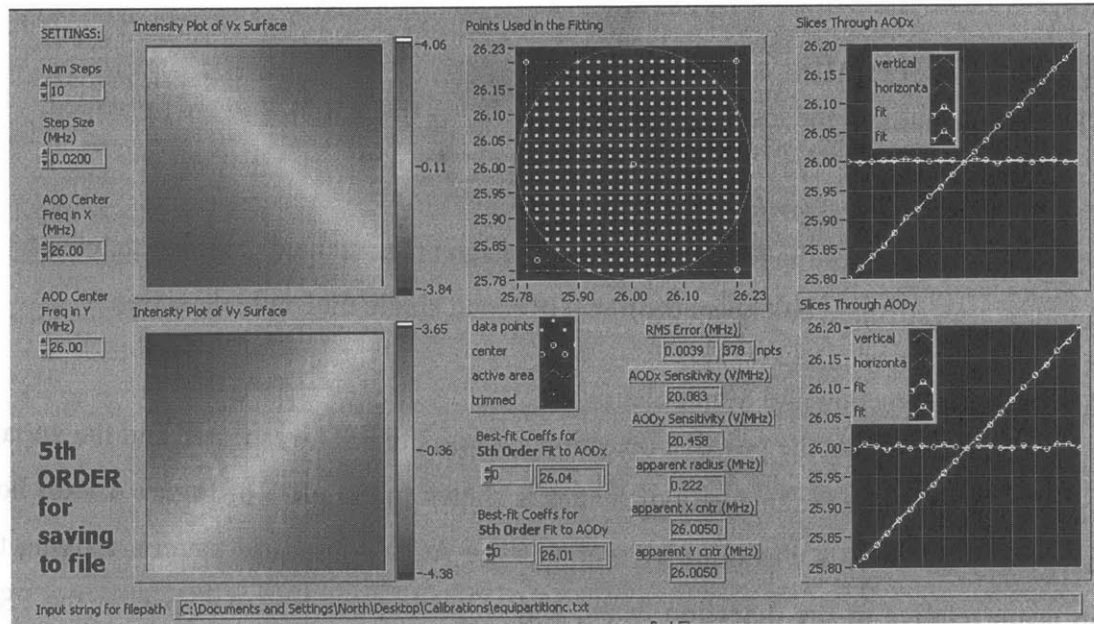 SETTINGS:
Num Steps
10
Step Size
(MHz)
0.0200
AOD Center
Freq in X
(MHz)
26.00
AOD Center
Freq in Y
(MHz)
26.00
5th
ORDER
for
saving
to file
Intensity Plot of Vx Surface
4.06
-0.11
-3.84
Intensity Plot of Vy Surface
3.65
-0.36
-4.38
Points Used in the Fitting
26.23
26.15
26.10
26.05
26.00
25.95
25.90
25.85
25.78
25.78
25.90
26.00
26.10
26.23
data points
center
active area
trimmed
Best-fit Coeffs for
5th Order Fit to AODx
0
26.04
Best-fit Coeffs for
5th Order Fit to AODy
0
26.01
RMS Error (MHz)
0.0039
378 npts
AODx Sensitivity (V/MHz)
20.083
AODy Sensitivity (V/MHz)
20.458
apparent radius (MHz)
0.222
apparent X cntr (MHz)
26.0050
apparent Y cntr (MHz)
26.0050
Slices Through AODx
26.20
26.15
26.10
26.05
26.00
25.95
25.90
25.85
25.80
vertical
horizonta
fit
fit
Slices Through AODy
26.20
26.15
26.10
26.05
26.00
25.95
25.90
25.85
25.80
vertical
horizonta
fit
fit
Input string for filepath
C:\Documents and Settings\North\Desktop\Calibrations\equipartitionc.txt